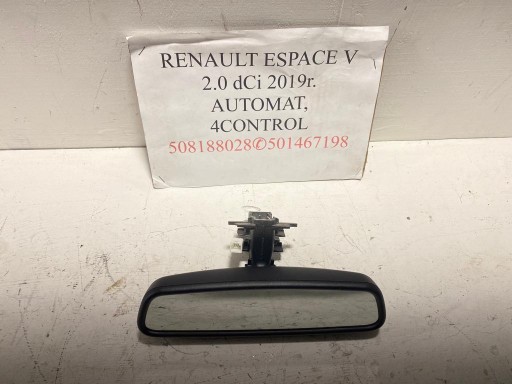 RENAULT ESPACE V
2.0 dCi 2019r.
AUTOMAT,
4CONTROL
508188028✆501467198